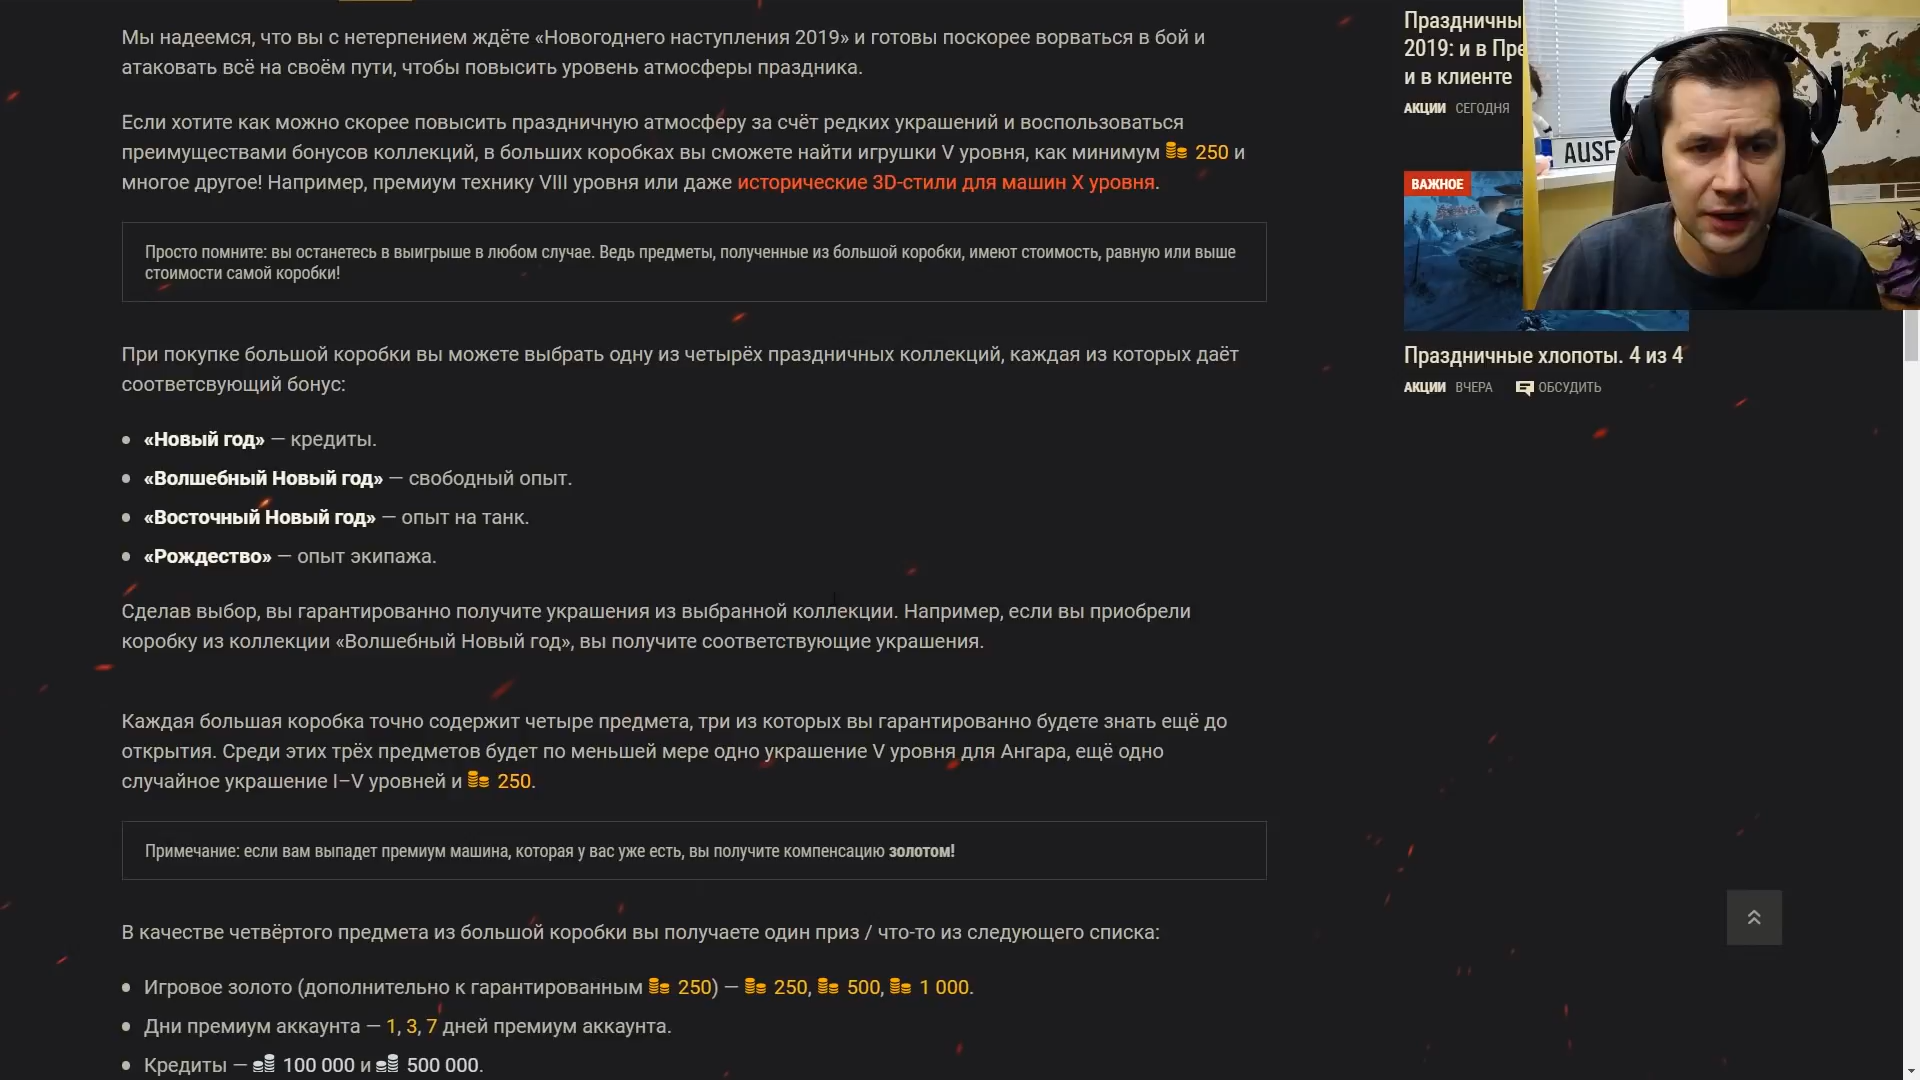 Мы надеемся, что вы с нетерпением ждёте «Новогоднего наступления 2019» и готовы поскорее ворваться в бой и
атаковать всё на своём пути, чтобы повысить уровень атмосферы праздника.
Если хотите как можно скорее повысить праздничную атмосферу за счёт редких украшений и воспользоваться
преимуществами бонусов коллекций, в больших коробках вы сможете найти игрушки V уровня, как минимум 250 и
многое другое! Например, премиум технику VIII уровня или даже исторические 3D-стили для машин X уровня.
Просто помните: вы останетесь в выигрыше в любом случае. Ведь предметы, полученные из большой коробки, имеют стоимость, равную или выше
стоимости самой коробки!
При покупке большой коробки вы можете выбрать одну из четырёх праздничных коллекций, каждая из которых даёт
соответсвующий бонус:
«Новый год» — кредиты.
«Волшебный Новый год» — свободный опыт.
«Восточный Новый год» — опыт на танк.
«Рождество» — опыт экипажа.
Сделав выбор, вы гарантированно получите украшения из выбранной коллекции. Например, если вы приобрели
коробку из коллекции «Волшебный Новый год», вы получите соответствующие украшения.
Каждая большая коробка точно содержит четыре предмета, три из которых вы гарантированно будете знать ещё до
открытия. Среди этих трёх предметов будет по меньшей мере одно украшение V уровня для Ангара, ещё одно
случайное украшение I–V уровней и 250.
Примечание: если вам выпадет премиум машина, которая у вас уже есть, вы получите компенсацию золотом!
В качестве четвёртого предмета из большой коробки вы получаете один приз / что-то из следующего списка:
Игровое золото (дополнительно к гарантированным 250) — 250, 500, 1 000.
Дни премиум аккаунта — 1, 3, 7 дней премиум аккаунта.
Кредиты — 100 000 и 500 000.
Праздничны
2019: и в Пре
и в клиенте
АКЦИИ СЕГОДНЯ
AUSF
ВАЖНОЕ
Праздничные хлопоты. 4 из 4
АКЦИИ ВЧЕРА ОБСУДИТЬ